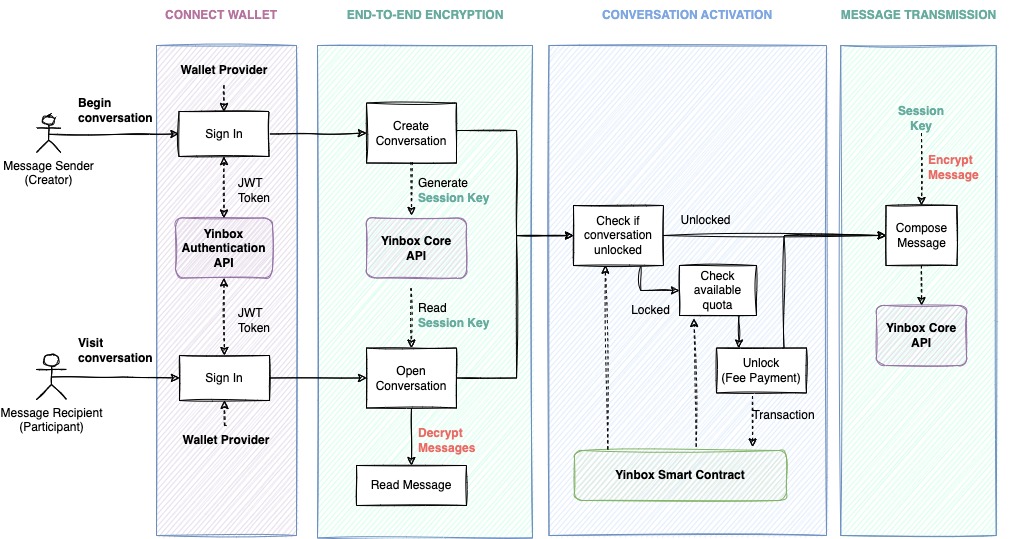 CONNECT WALLET
END-TO-END ENCRYPTION
CONVERSATION ACTIVATION
MESSAGE TRANSMISSION
Wallet Provider
Begin
conversation
Sign In
Message Sender
(Creator)
JWT
Token
Yinbox
Authentication
API
JWT
Token
Visit
conversation
Sign In
Message Recipient
(Participant)
Wallet Provider
Create
Conversation
Generate
Session Key
Yinbox Core
API
Read
Session Key
Open
Conversation
Decrypt
Messages
Read Message
Check if
conversation
unlocked
Unlocked
Check
available
quota
Locked
Unlock
(Fee Payment)
Transaction
Yinbox Smart Contract
Session
Key
Encrypt
Message
Compose
Message
Yinbox Core
API